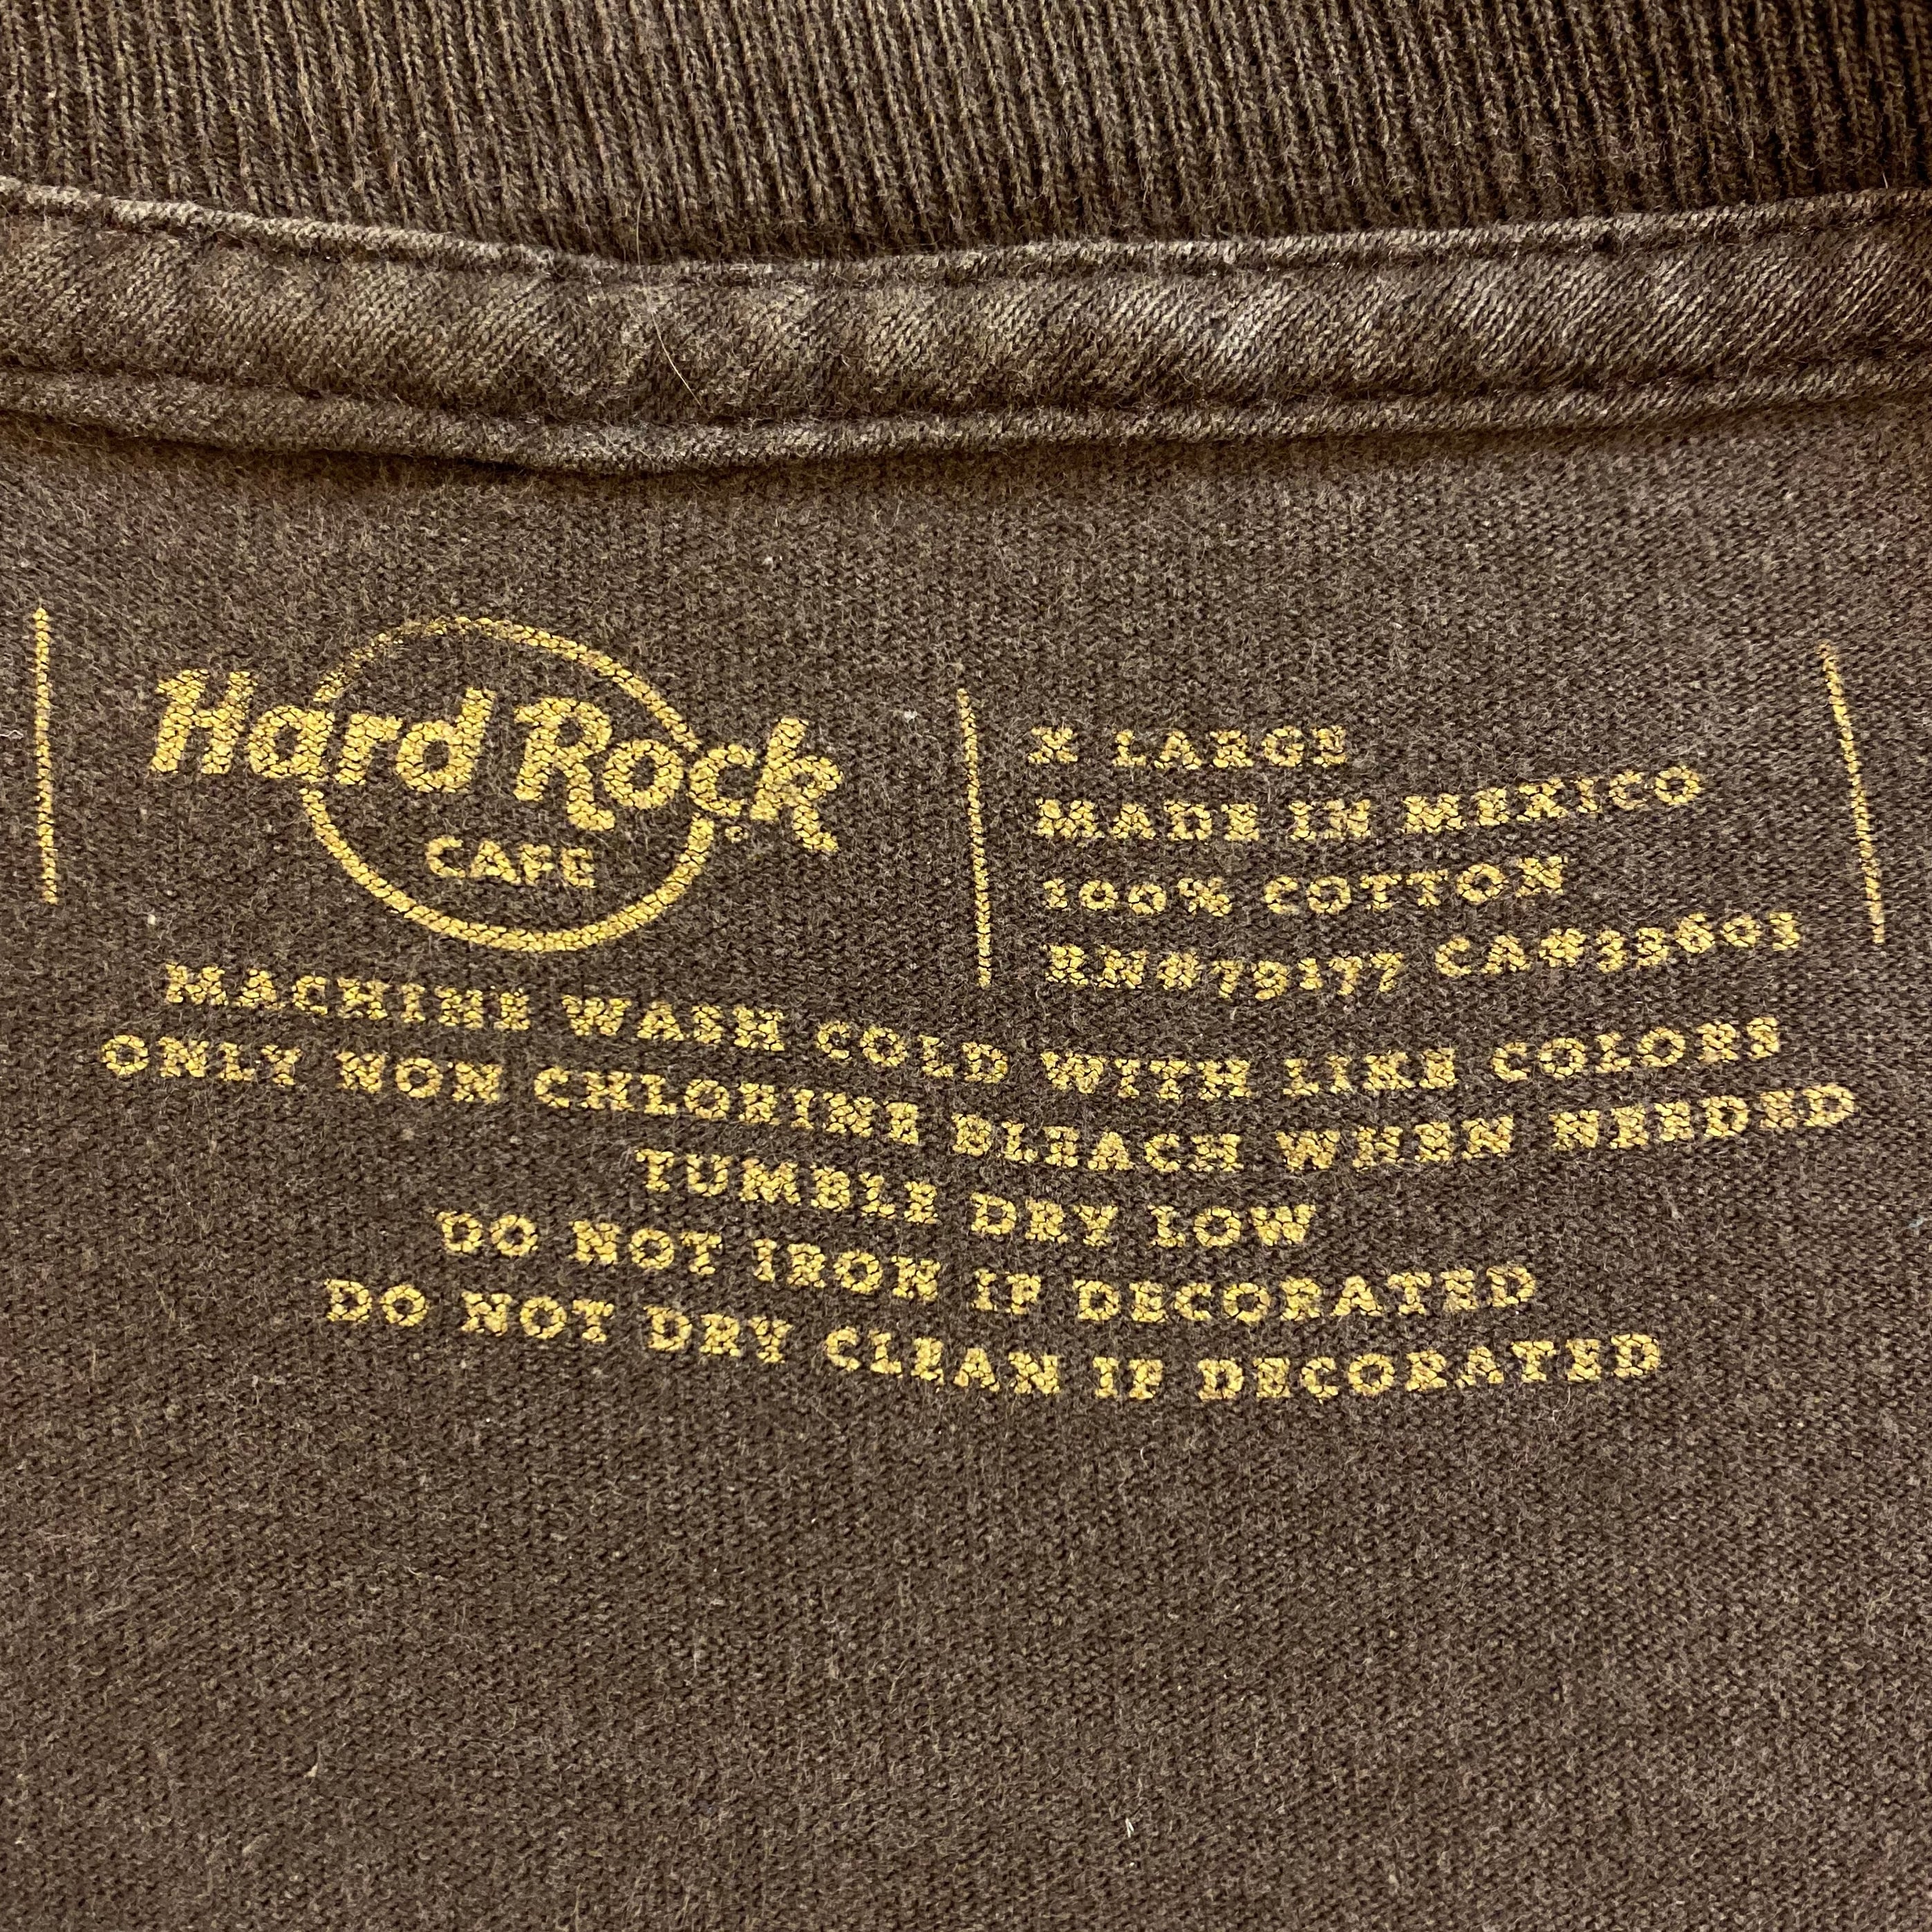 Hard Rock
CAFE
®
X LARGE
MADE IN MEXICO
100% COTTON
RN#79177 CA#35603
MACHINE WASH COLD WITH LIKE COLORS
ONLY NON CHLORINE BLEACH WHEN NEEDED
TUMBLE DRY LOW
DO NOT IRON IF DECORATED
DO NOT DRY CLEAN IF DECORATED